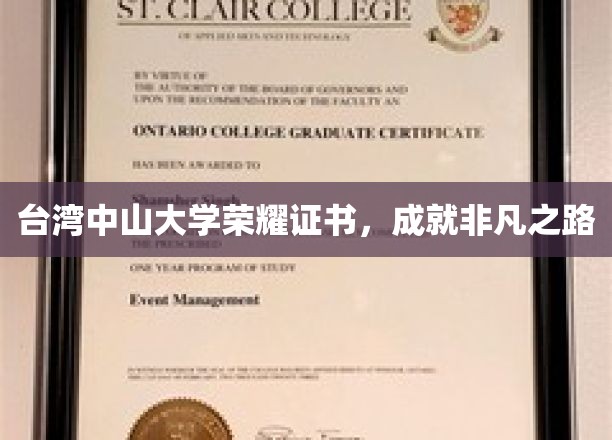 ST. CLAIR COLLEGE
OF APPLIED ARTS AND TECHNOLOGY
BY VIRTUE OF
THE AUTHORITY OF THE BOARD OF GOVERNORS AND
UPON THE RECOMMENDATION OF THE FACULTY AN
ONTARIO COLLEGE GRADUATE CERTIFICATE
HAS BEEN AWARDED TO
台湾中山大学荣耀证书，成就非凡之路
THE PRESCRIBED
ONE YEAR PROGRAM OF STUDY
Event Management